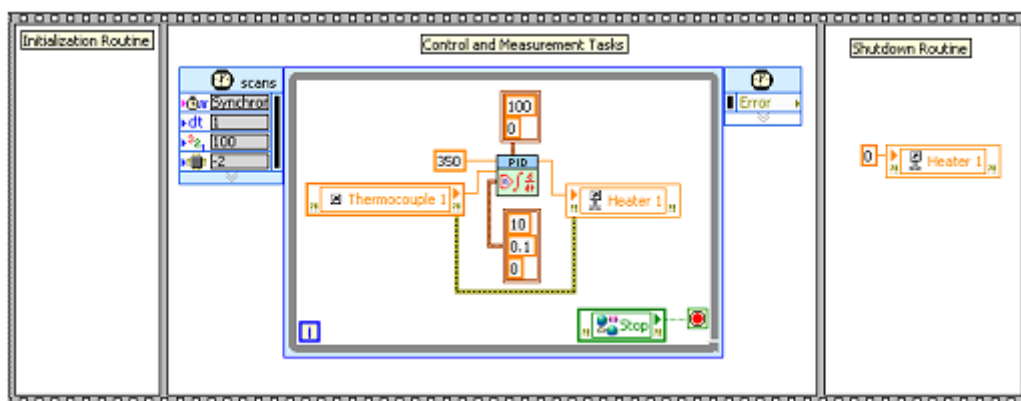 Initialization Routine
Control and Measurement Tasks
Shutdown Routine
scans
Synchron
dt 1
100
-2
Error
100
0
350
PID
Thermocouple 1
Heater 1
10
0.1
0
Stop
i
0
Heater 1